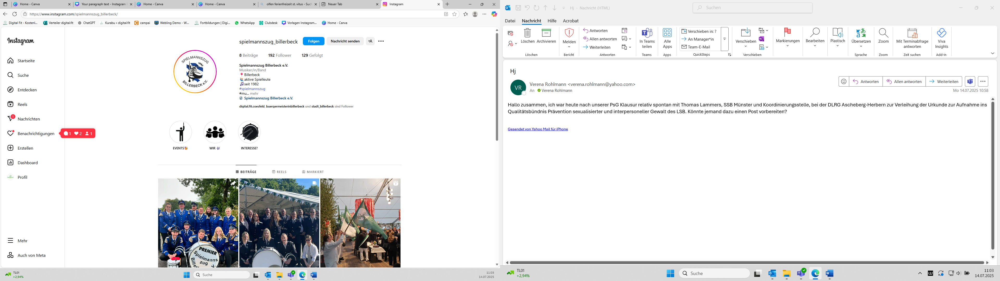 Home - Canva
Your paragraph text - Instagram
Home - Canva
Home - Canva
olfen ferienfreizeit st. vitus - Such
Neuer Tab
Instagram
https://www.instagram.com/spielmannszug_billerbeck/
Digital Fit - Kostenl...
Verteiler digital.fit
ChatGPT
Kurabu • digital.fit
campai
Webling Demo - W...
Fortbildungen | Digi...
WhatsApp
Clubdesk
Vorlagen Instagram...
Home - Canva
Instagram
Startseite
Suche
Entdecken
Reels
1
Nachrichten
Benachrichtigungen
1 2 1
Erstellen
Dashboard
Profil
Mehr
Auch von Meta
spielmannszug_billerbeck
Folgen
Nachricht senden
8 Beiträge 192 Follower 129 Gefolgt
SPIELMANNSZUG
1982
BILLERBECK e.V.
Spielmannszug Billerbeck e.V.
Musiker/in/Band
Billerbeck
aktive Spielleute
seit 1982
#spielmannszug
#mu... mehr
Spielmannszug Billerbeck e.V.
digital.fit.coesfeld, buergermeisterinbillerbeck und stadt_billerbeck sind Follower
EVENTS
WIR
INTERESSE?
BEITRÄGE
REELS
MARKIERT
PREMIER
Spielmanns
zug
TL01
+2,94%
Suche
11:03
14.07.2025
Hj - Nachricht (HTML)
Suchen
Datei Nachricht Hilfe Acrobat
Löschen
Archivieren
Löschen
Melden
Bericht
Antworten
Allen antworten
Weiterleiten
Antworten
In Teams
teilen
Teams
Alle
Apps
Apps
Verschieben in: ?
An Manager*in
Team-E-Mail
QuickSteps
Verschieben
Verschieben
Markierungen
Bearbeiten
Plastisch
Übersetzen
Sprache
Zoom
Zoom
Mit Terminabfrage
antworten
Zeit suchen
Viva
Insights
Add-In
Hj
VR
Verena Rohlmann <verena.rohlmann@yahoo.com>
An Verena Rohlmann
Antworten
Allen antworten
Weiterleiten
Mo 14.07.2025 10:58
Hallo zusammen, ich war heute nach unserer PsG Klausur relativ spontan mit Thomas Lammers, SSB Münster und Koordinierungsstelle, bei der DLRG Ascheberg-Herbern zur Verleihung der Urkunde zur Aufnahme ins
Qualitätsbündnis Prävention sexualisierter und interpersoneller Gewalt des LSB. Könnte jemand dazu einen Post vorbereiten?
Gesendet von Yahoo Mail für iPhone
TL01
+2,94%
Suche
11:03
14.07.2025